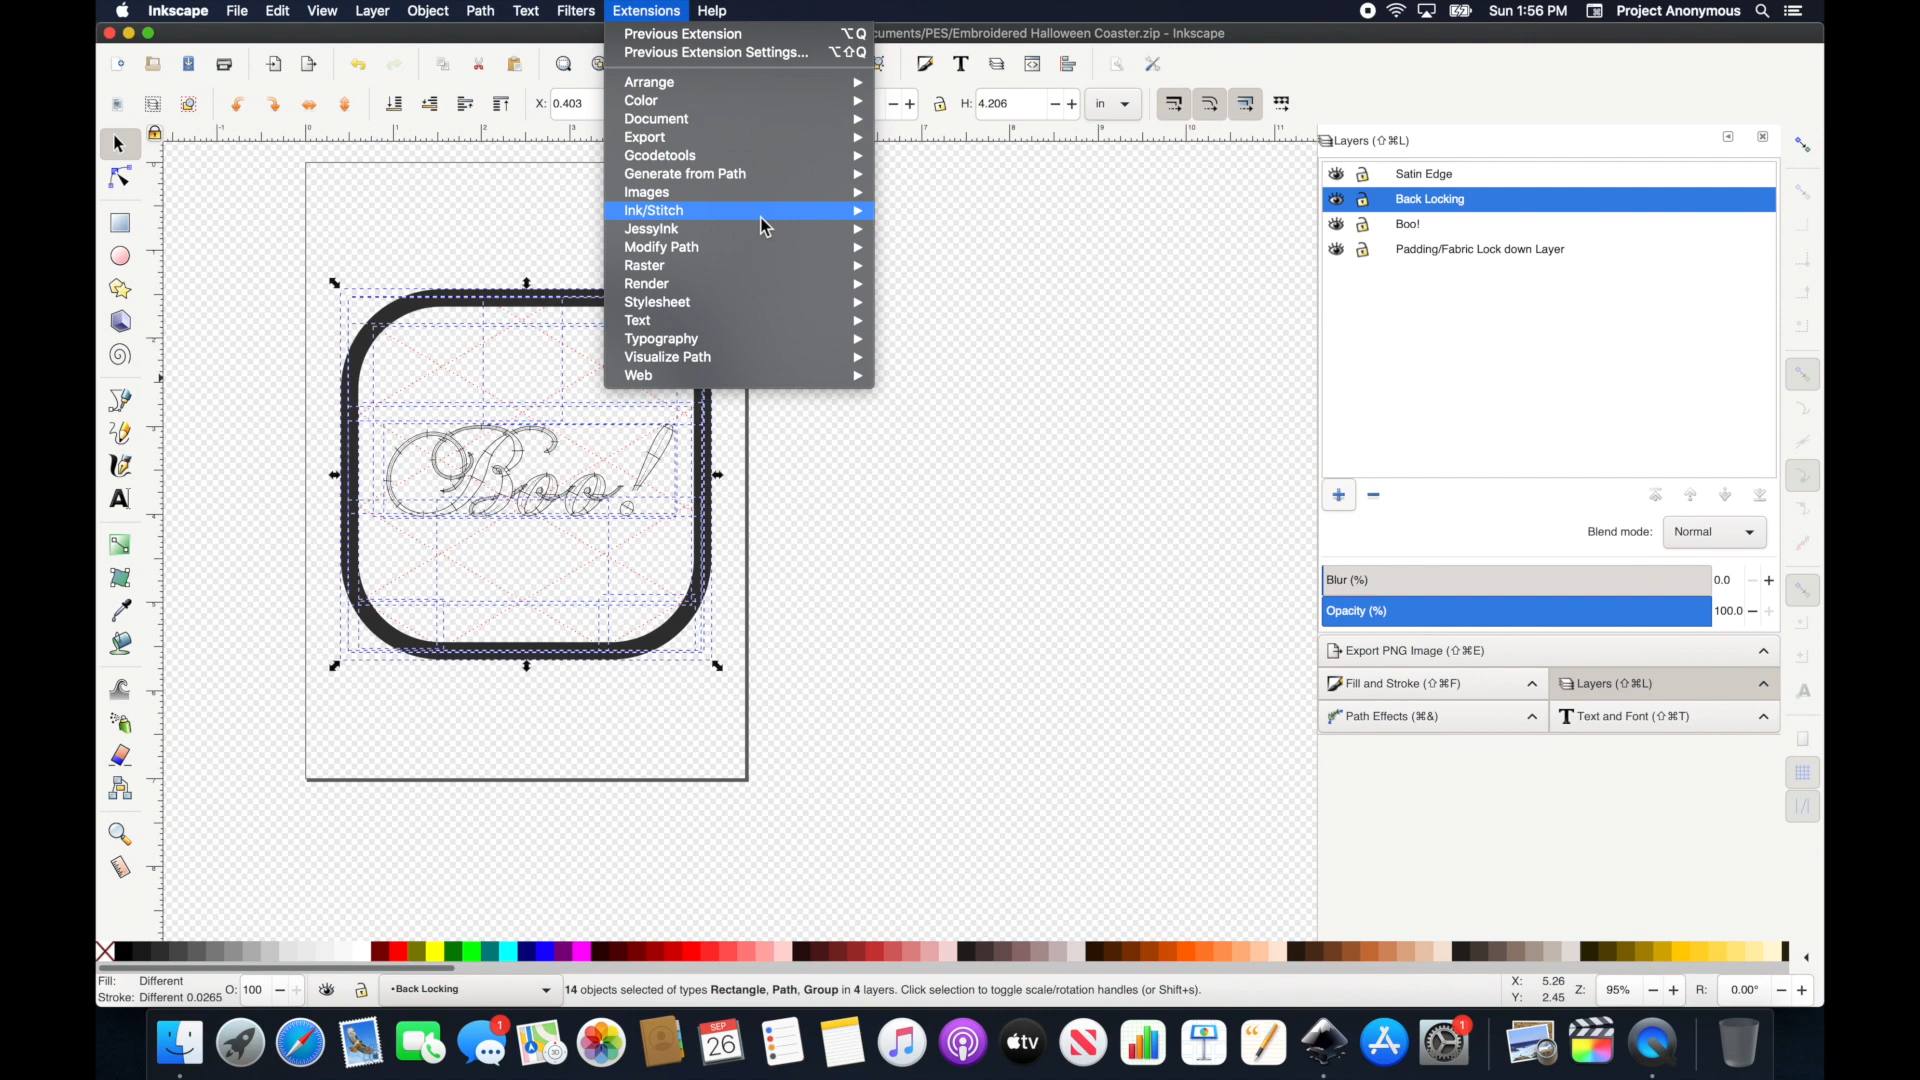 Inkscape File Edit View Layer Object Path Text Filters Extensions Help Sun 1:56 PM Project Anonymous
cuments/PES/Embroidered Halloween Coaster.zip - Inkscape
Previous Extension ⌥Q
Previous Extension Settings... ⌥⇧Q
X: 0.403 H: 4.206 in
Arrange
Color
Document
Export
Gcodetools
Generate from Path
Images
Ink/Stitch
JessyInk
Modify Path
Raster
Render
Stylesheet
Text
Typography
Visualize Path
Web
Layers (⇧⌘L)
Satin Edge
Back Locking
Boo!
Padding/Fabric Lock down Layer
Boo!
Blend mode: Normal
Blur (%) 0.0
Opacity (%) 100.0
Export PNG Image (⇧⌘E)
Fill and Stroke (⇧⌘F) Layers (⇧⌘L)
Path Effects (⌘&) Text and Font (⇧⌘T)
Fill: Different
Stroke: Different 0.0265 O: 100 •Back Locking 14 objects selected of types Rectangle, Path, Group in 4 layers. Click selection to toggle scale/rotation handles (or Shift+s).
X: 5.26
Y: 2.45 Z: 95% R: 0.00°
1 SEP 26 tv 1